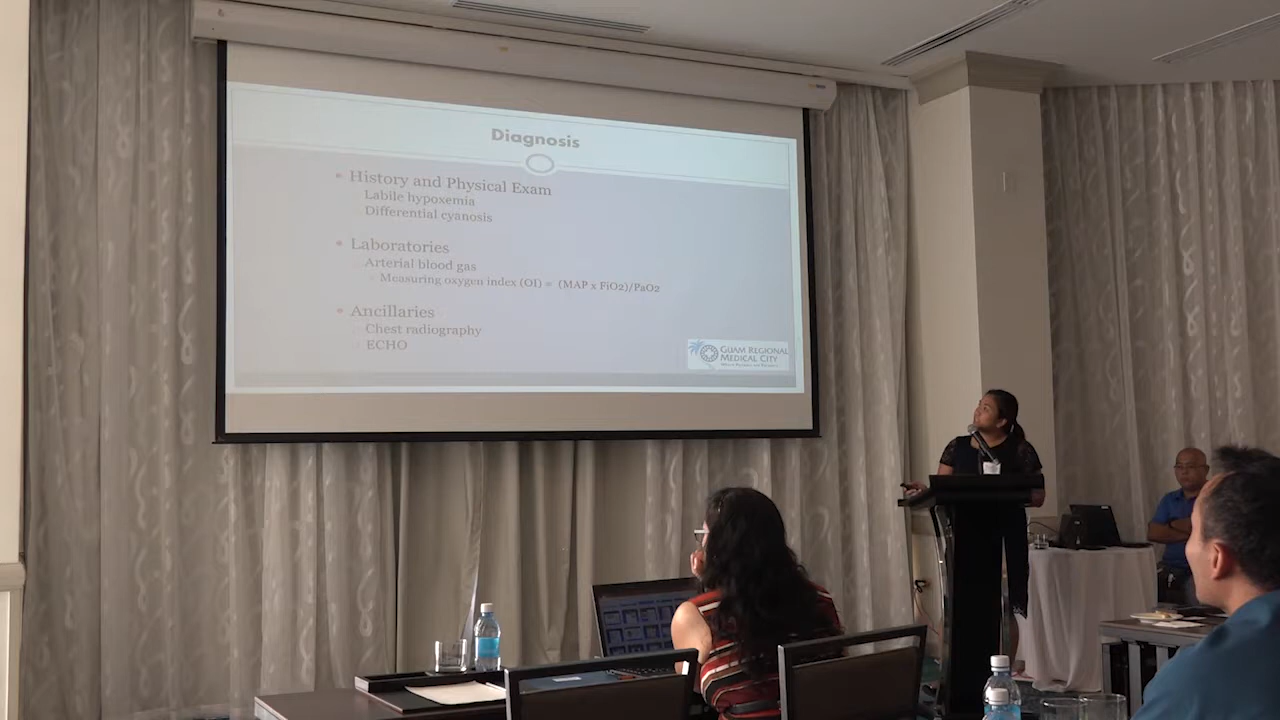 Diagnosis
• History and Physical Exam
Labile hypoxemia
Differential cyanosis
• Laboratories
Arterial blood gas
Measuring oxygen index (OI) = (MAP x FiO2)/PaO2
• Ancillaries
Chest radiography
ECHO
GUAM REGIONAL
MEDICAL CITY